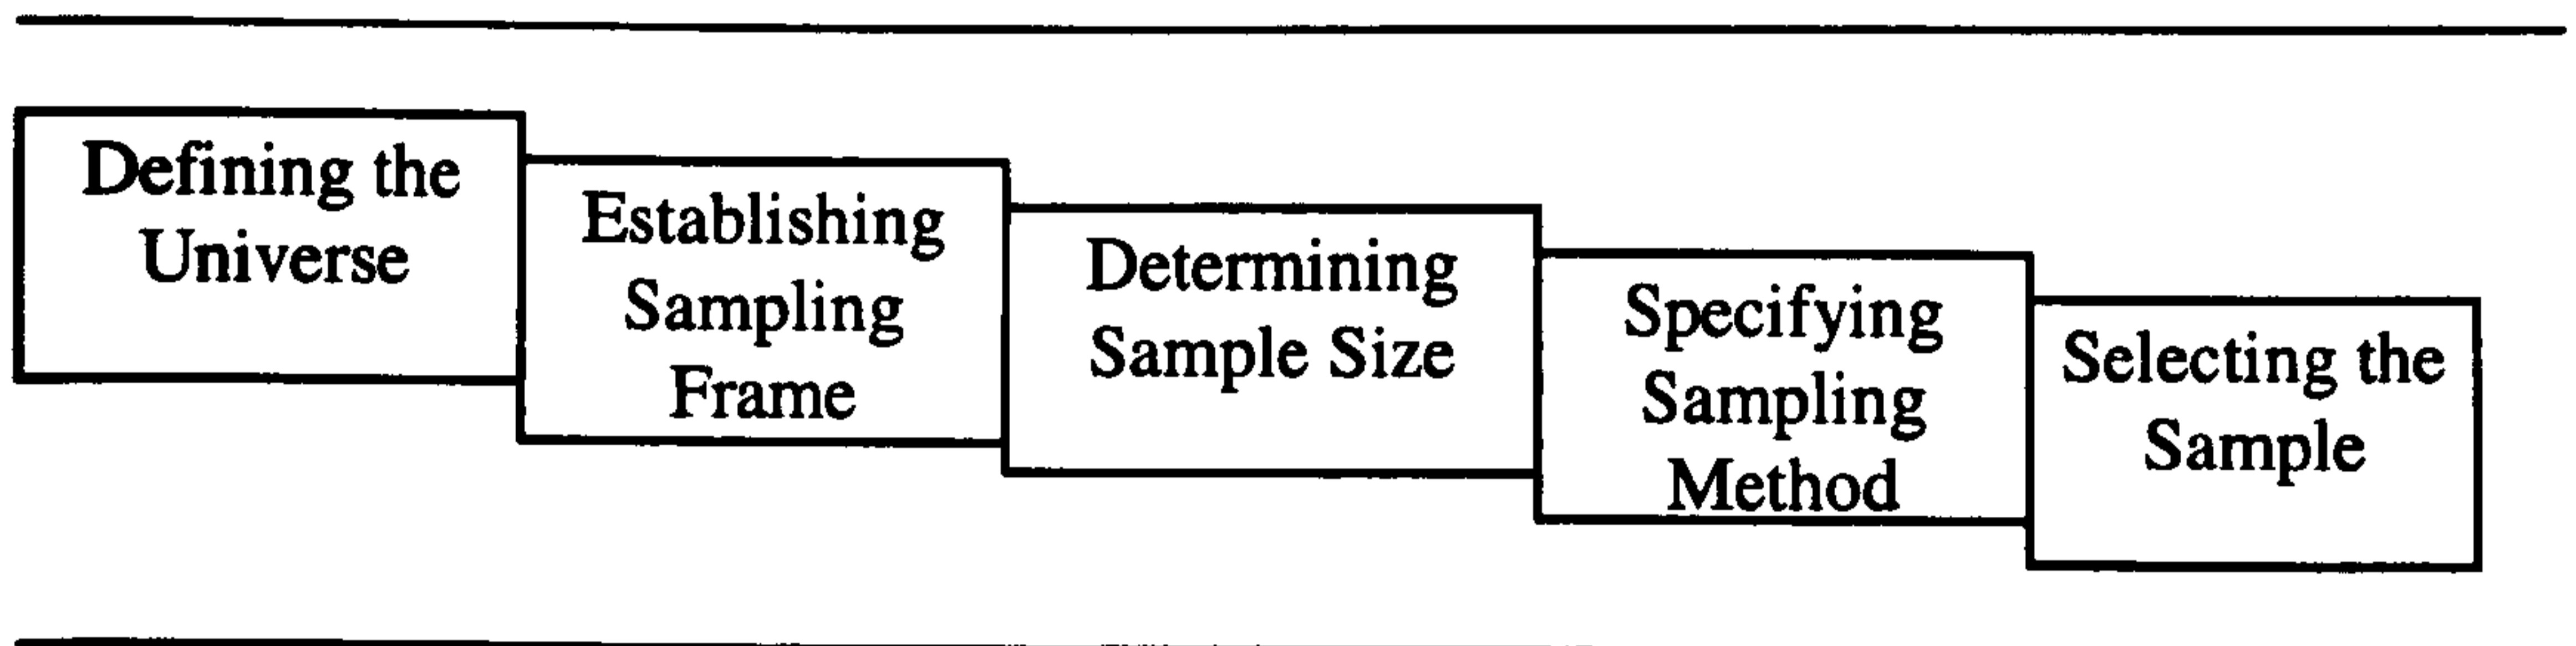 Defining the
Universe
Establishing
Sampling
Frame
Determining
Sample Size
Specifying
Sampling
Method
Selecting the
Sample